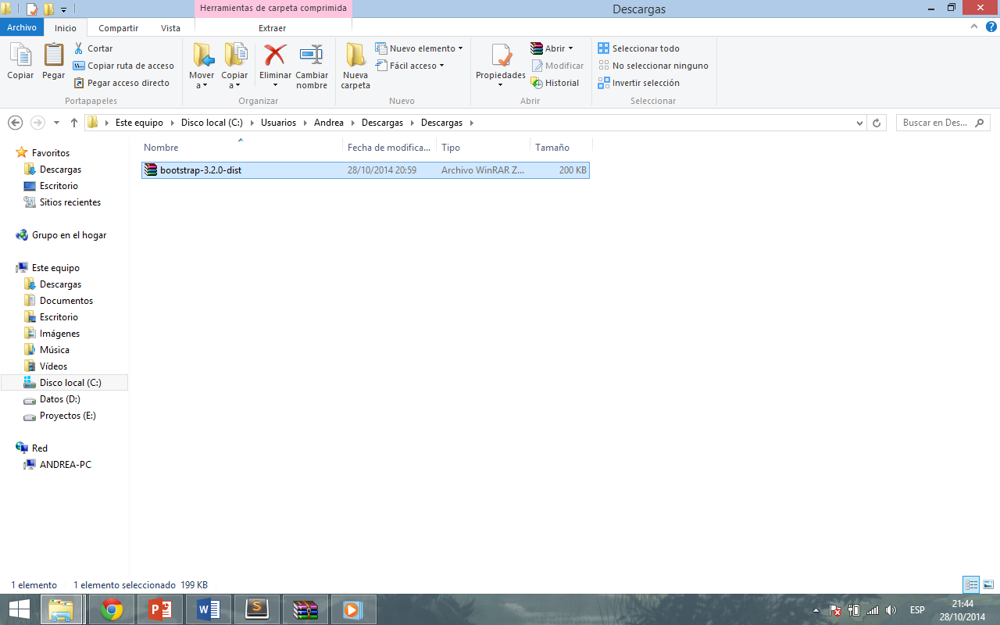 Herramientas de carpeta comprimida
Descargas
Archivo Inicio Compartir Vista Extraer
Copiar
Pegar
Cortar
Copiar ruta de acceso
Pegar acceso directo
Portapapeles
Mover a
Copiar a
Eliminar
Cambiar nombre
Organizar
Nueva carpeta
Nuevo elemento
Fácil acceso
Nuevo
Propiedades
Abrir
Modificar
Historial
Abrir
Seleccionar todo
No seleccionar ninguno
Invertir selección
Seleccionar
Este equipo Disco local (C:) Usuarios Andrea Descargas Descargas
Buscar en Des...
Nombre Fecha de modifica... Tipo Tamaño
bootstrap-3.2.0-dist 28/10/2014 20:59 Archivo WinRAR Z... 200 KB
Favoritos
Descargas
Escritorio
Sitios recientes
Grupo en el hogar
Este equipo
Descargas
Documentos
Escritorio
Imágenes
Música
Vídeos
Disco local (C:)
Datos (D:)
Proyectos (E:)
Red
ANDREA-PC
1 elemento 1 elemento seleccionado 199 KB
ESP
21:44
28/10/2014